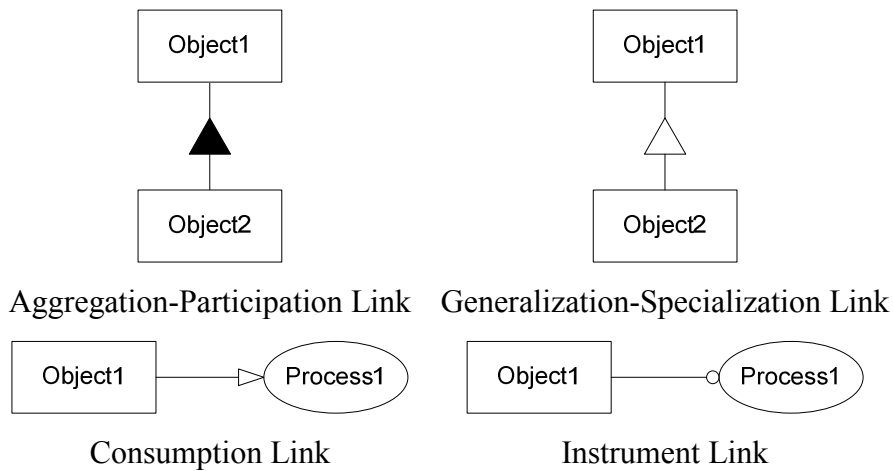 Object1
Object1
Object2
Object2
Aggregation-Participation Link
Generalization-Specialization Link
Object1
Process1
Object1
Process1
Consumption Link
Instrument Link